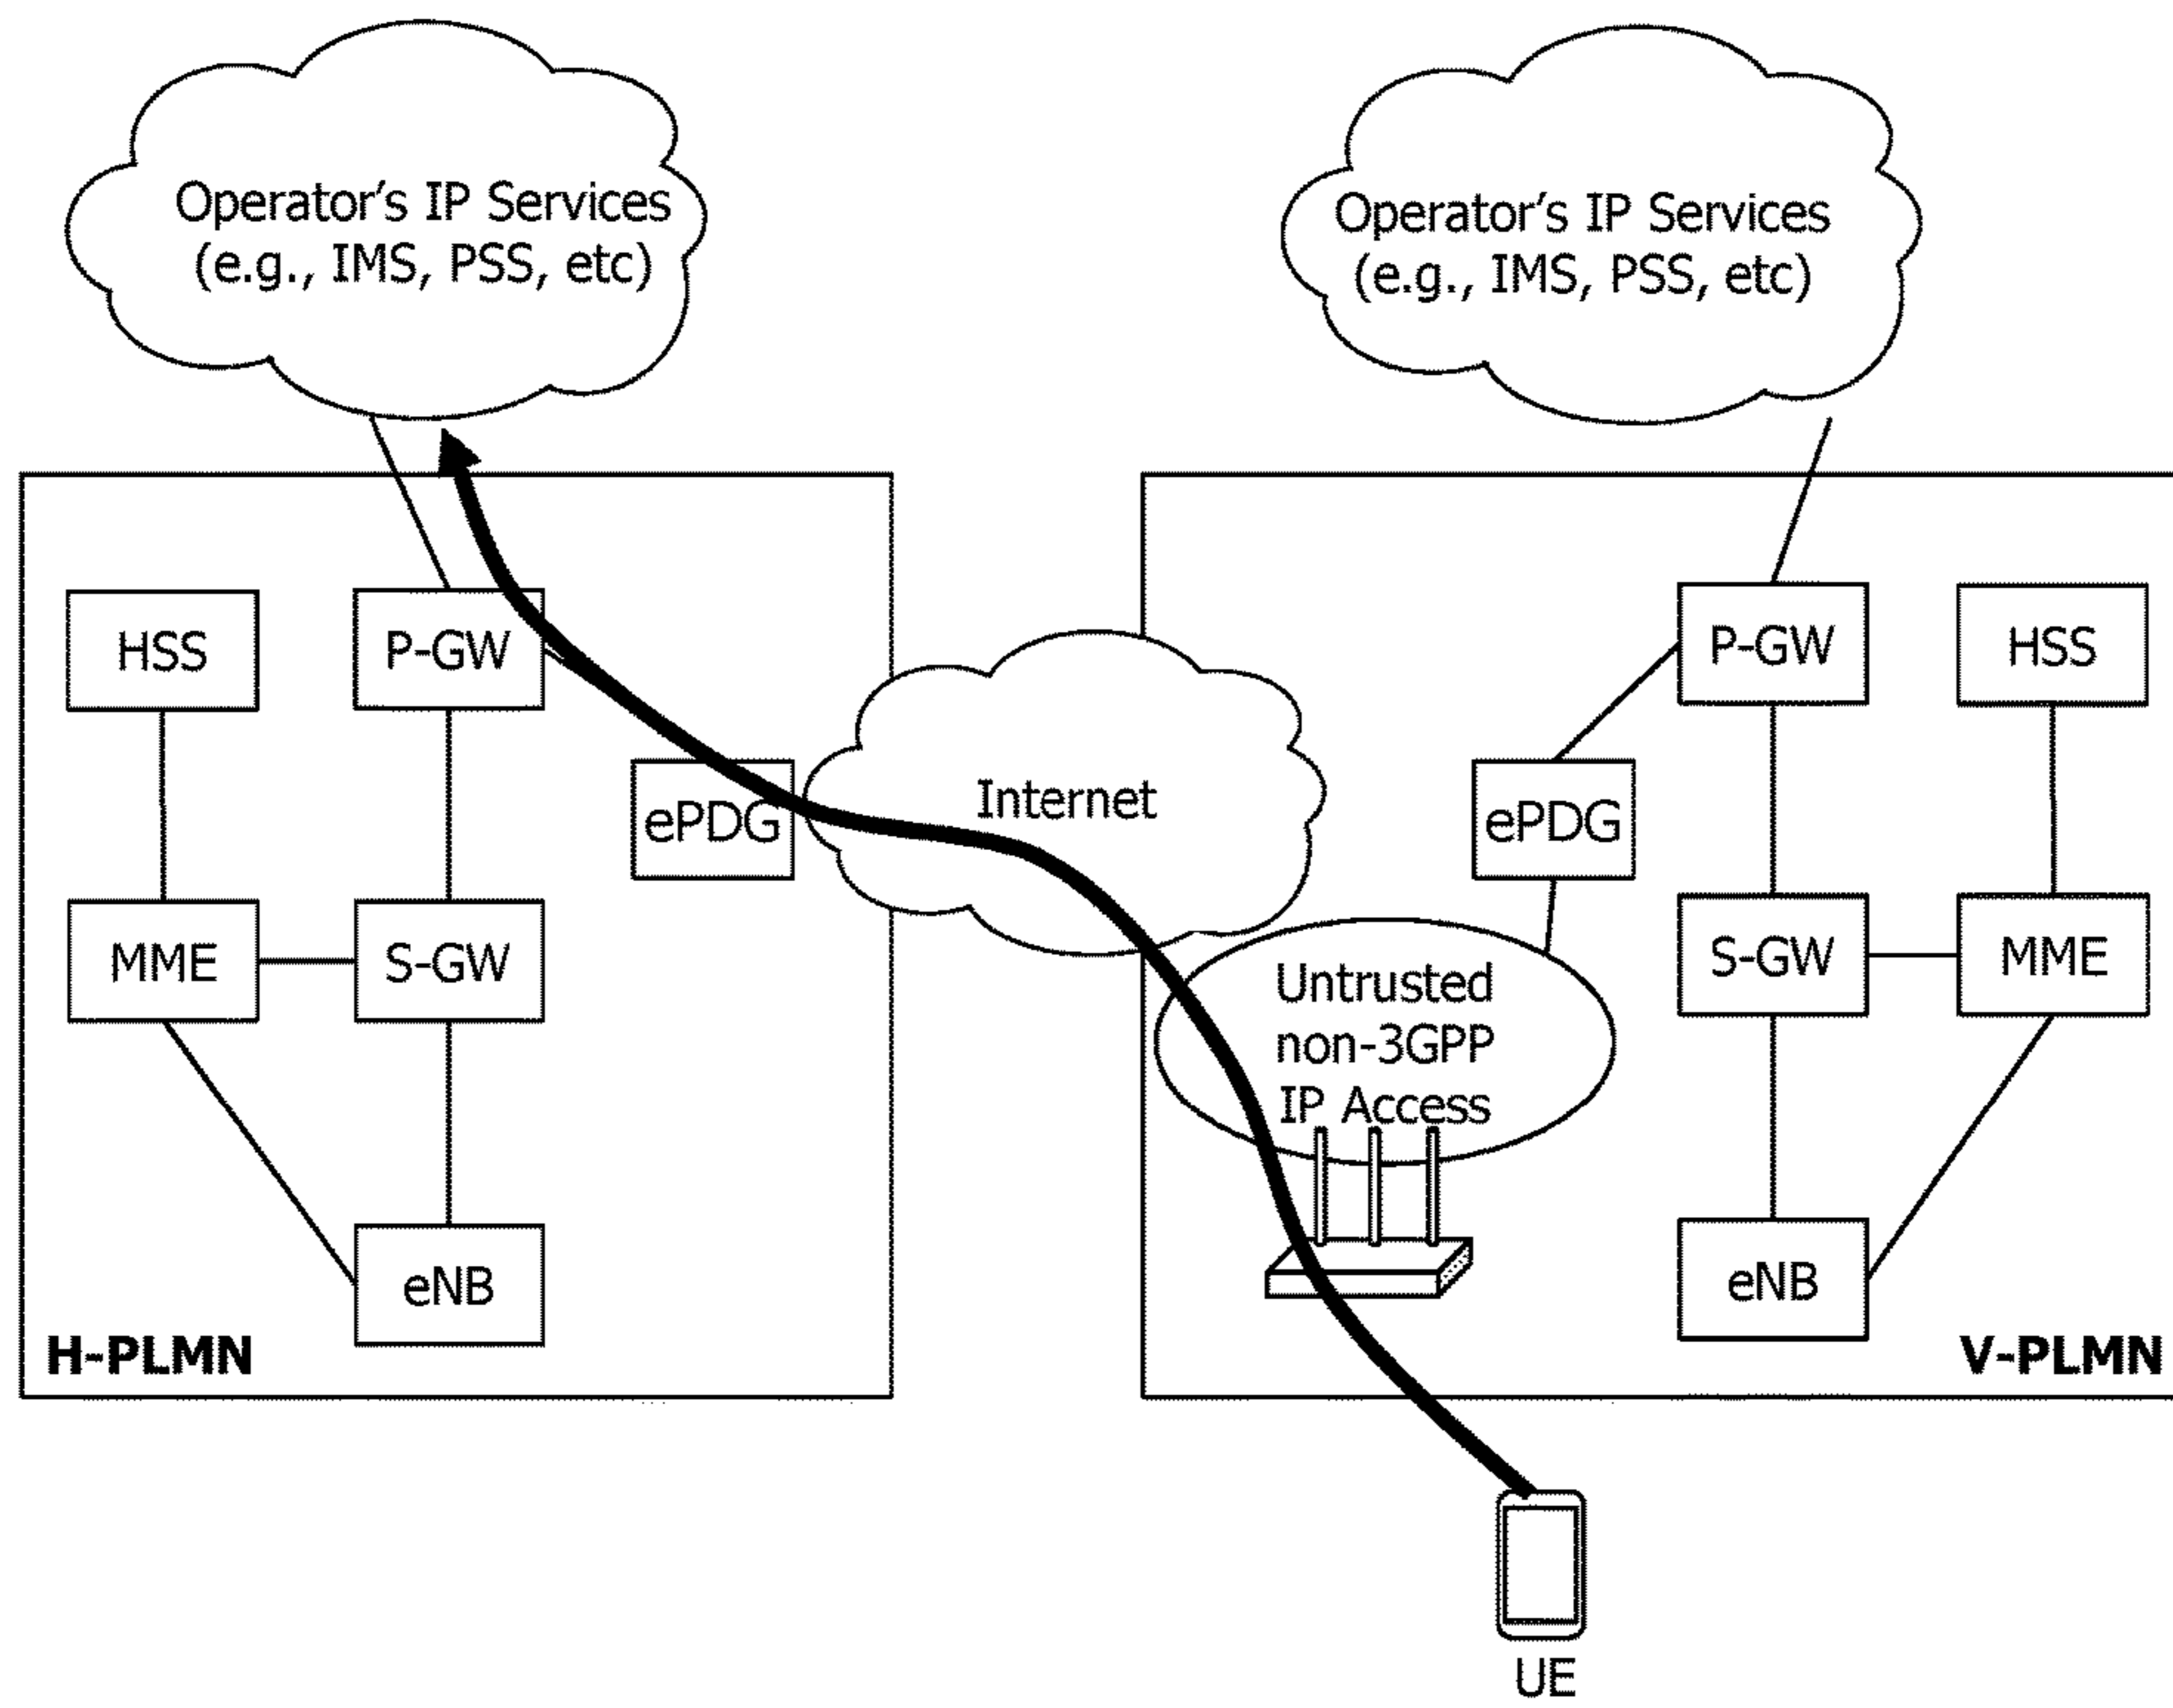 Operator's IP Services
(e.g., IMS, PSS, etc)
Operator's IP Services
(e.g., IMS, PSS, etc)
HSS
P-GW
P-GW
HSS
ePDG
Internet
ePDG
MME
S-GW
Untrusted
non-3GPP
IP Access
S-GW
MME
eNB
eNB
H-PLMN
V-PLMN
UE